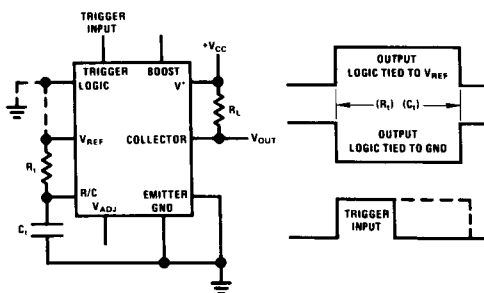 TRIGGER
INPUT
+VCC
TRIGGER
LOGIC
BOOST
V+
RL
VREF
COLLECTOR
VOUT
Rt
R/C
VADJ
EMITTER
GND
Ct
OUTPUT
LOGIC TIED TO VREF
(Rt) (Ct)
OUTPUT
LOGIC TIED TO GND
TRIGGER
INPUT